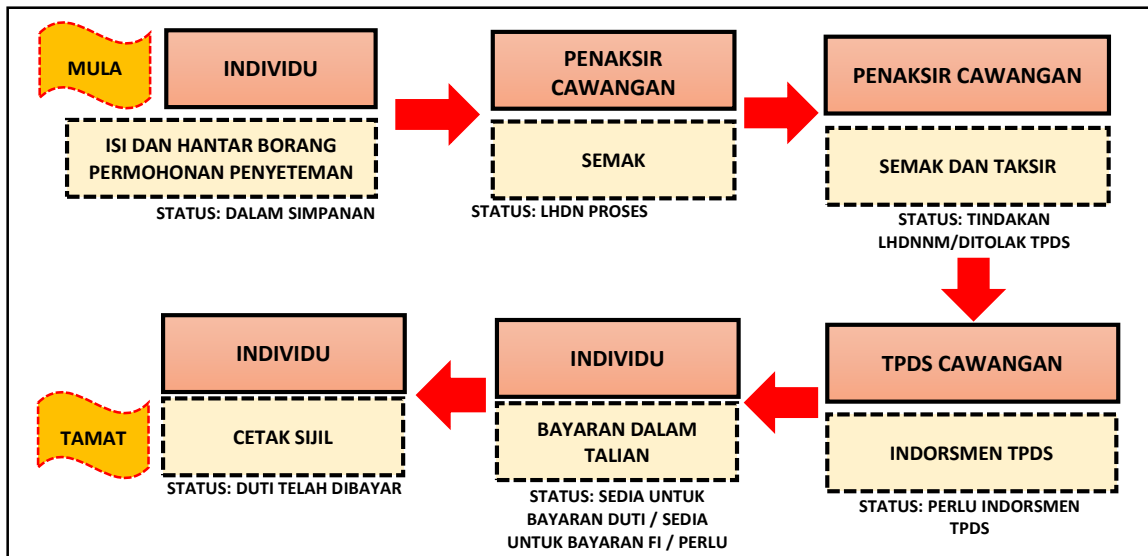 MULA
INDIVIDU
ISI DAN HANTAR BORANG
PERMOHONAN PENYETEMAN
STATUS: DALAM SIMPANAN
PENAKSIR
CAWANGAN
SEMAK
STATUS: LHDN PROSES
PENAKSIR CAWANGAN
SEMAK DAN TAKSIR
STATUS: TINDAKAN
LHDNNM/DITOLAK TPDS
TPDS CAWANGAN
INDORSMEN TPDS
STATUS: PERLU INDORSMEN
TPDS
INDIVIDU
BAYARAN DALAM
TALIAN
STATUS: SEDIA UNTUK
BAYARAN DUTI / SEDIA
UNTUK BAYARAN FI / PERLU
INDIVIDU
CETAK SIJIL
STATUS: DUTI TELAH DIBAYAR
TAMAT